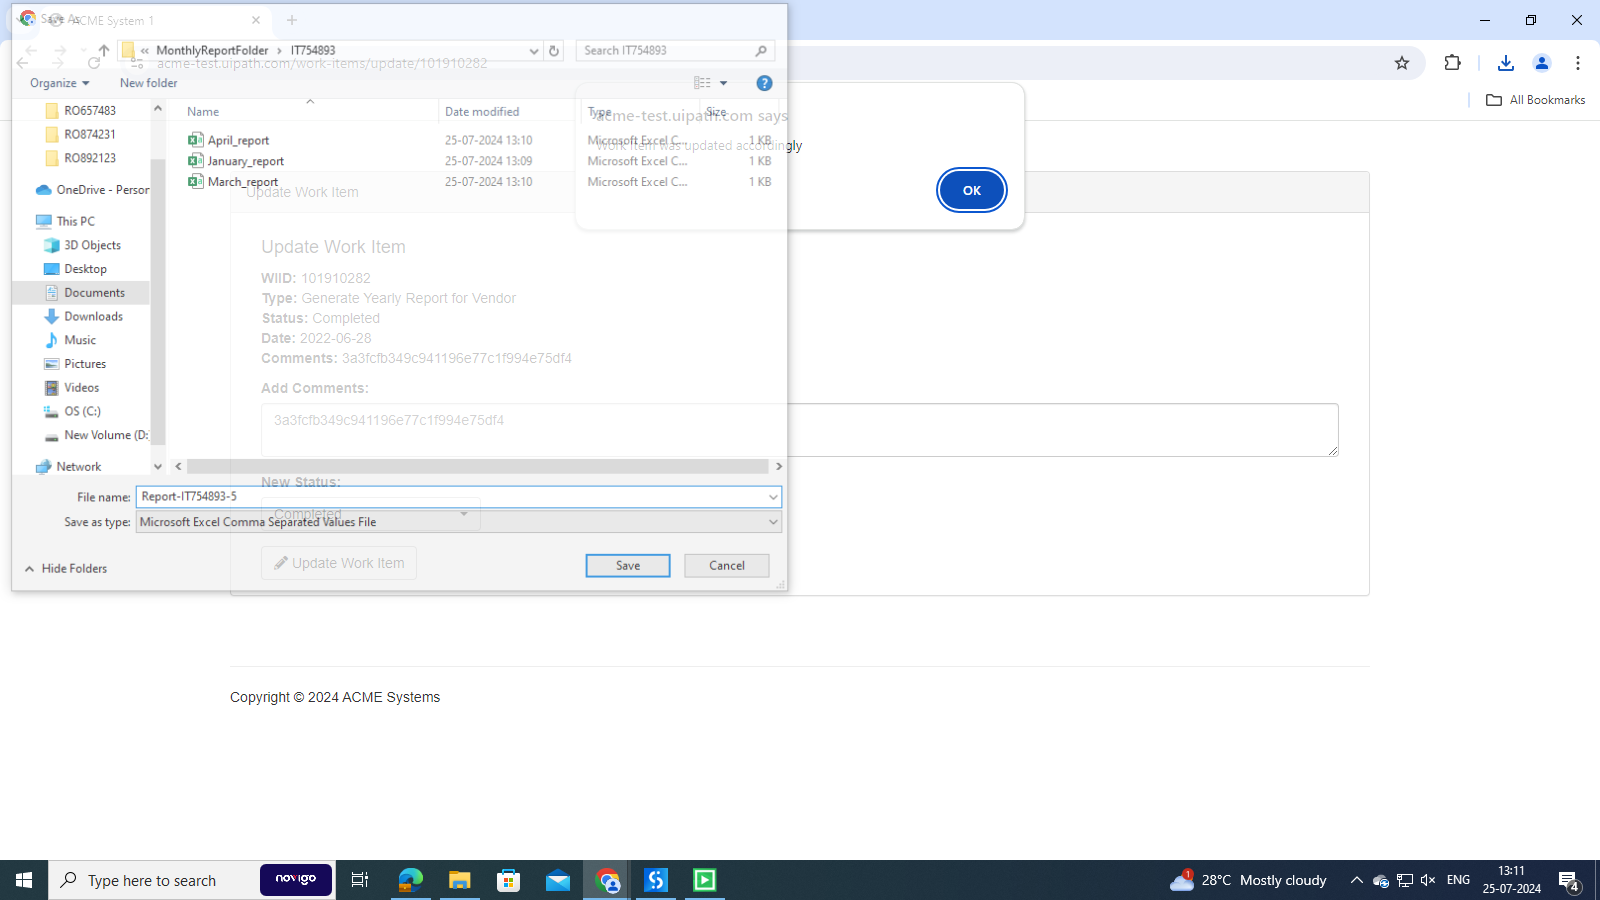 Save As
ACME System 1
MonthlyReportFolder > IT754893
Search IT754893
acme-test.uipath.com/work-items/update/101910282
Organize
New folder
All Bookmarks
RO657483
RO874231
RO892123
OneDrive - Person
This PC
3D Objects
Desktop
Documents
Downloads
Music
Pictures
Videos
OS (C:)
New Volume (D:
Network
Name Date modified Type Size
April_report 25-07-2024 13:10 Microsoft Excel C... 1 KB
January_report 25-07-2024 13:09 Microsoft Excel C... 1 KB
March_report 25-07-2024 13:10 Microsoft Excel C... 1 KB
acme-test.uipath.com says
Work Item was updated accordingly
OK
Update Work Item
Update Work Item
WIID: 101910282
Type: Generate Yearly Report for Vendor
Status: Completed
Date: 2022-06-28
Comments: 3a3fcfb349c941196e77c1f994e75df4
Add Comments:
3a3fcfb349c941196e77c1f994e75df4
New Status:
Completed
File name: Report-IT754893-5
Save as type: Microsoft Excel Comma Separated Values File
Update Work Item
Hide Folders
Save
Cancel
Copyright © 2024 ACME Systems
Type here to search
novigo
1
28°C Mostly cloudy
ENG
13:11
25-07-2024
4